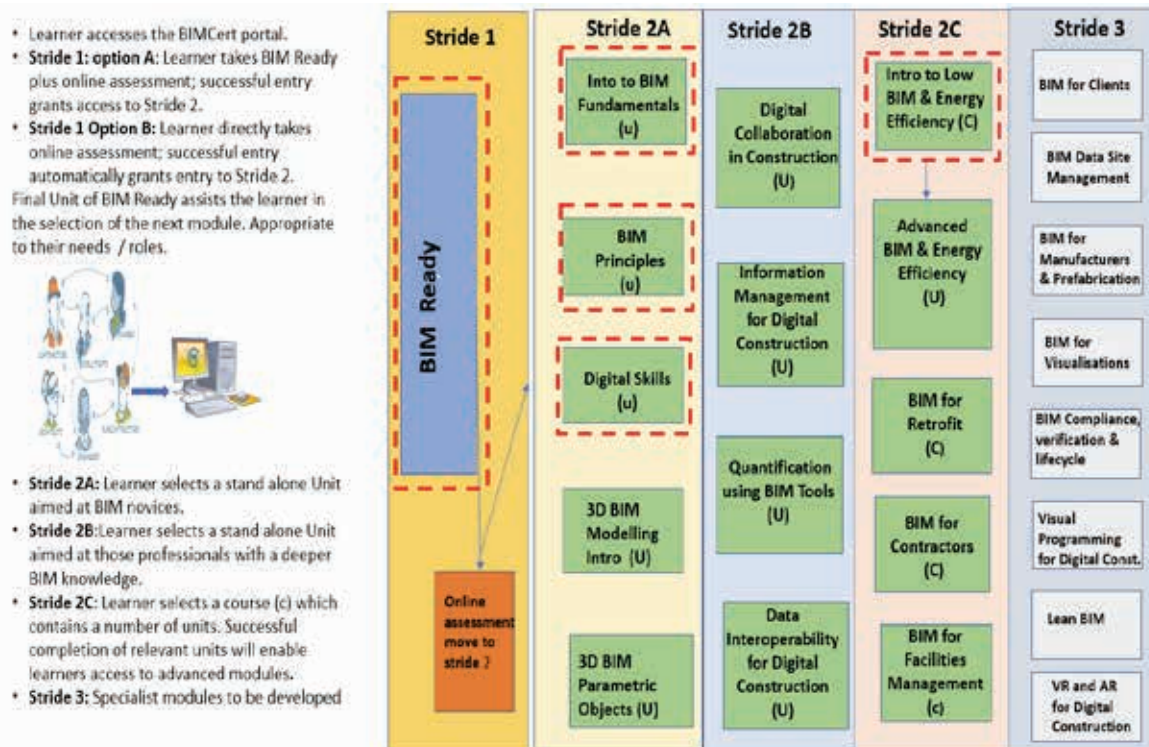 • Learner accesses the BIMCert portal.
• Stride 1: option A: Learner takes BIM Ready
plus online assessment; successful entry
grants access to Stride 2.
• Stride 1 Option B: Learner directly takes
online assessment; successful entry
automatically grants entry to Stride 2.
Final Unit of BIM Ready assists the learner in
the selection of the next module. Appropriate
to their needs / roles.
• Stride 2A: Learner selects a stand alone Unit
aimed at BIM novices.
• Stride 2B:Learner selects a stand alone Unit
aimed at those professionals with a deeper
BIM knowledge.
• Stride 2C: Learner selects a course (c) which
contains a number of units. Successful
completion of relevant units will enable
learners access to advanced modules.
• Stride 3: Specialist modules to be developed
Stride 1
BIM Ready
Online
assessment
move to
stride 2
Stride 2A
Into to BIM
Fundamentals
(u)
BIM
Principles
(u)
Digital Skills
(u)
3D BIM
Modelling
Intro (U)
3D BIM
Parametric
Objects (U)
Stride 2B
Digital
Collaboration
in Construction
(U)
Information
Management
for Digital
Construction
(U)
Quantification
using BIM Tools
(U)
Data
Interoperability
for Digital
Construction
(U)
Stride 2C
Intro to Low
BIM & Energy
Efficiency (C)
Advanced
BIM & Energy
Efficiency
(U)
BIM for
Retrofit
(C)
BIM for
Contractors
(C)
BIM for
Facilities
Management
(c)
Stride 3
BIM for Clients
BIM Data Site
Management
BIM for
Manufacturers
& Prefabrication
BIM for
Visualisations
BIM Compliance,
verification &
lifecycle
Visual
Programming
for Digital Const.
Lean BIM
VR and AR
for Digital
Construction